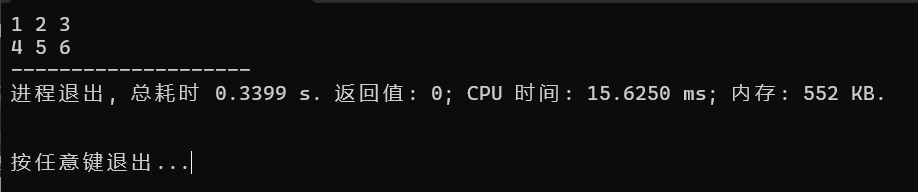 1 2 3
4 5 6
--------------------
进程退出, 总耗时 0.3399 s. 返回值: 0; CPU 时间: 15.6250 ms; 内存: 552 KB.
按任意键退出...